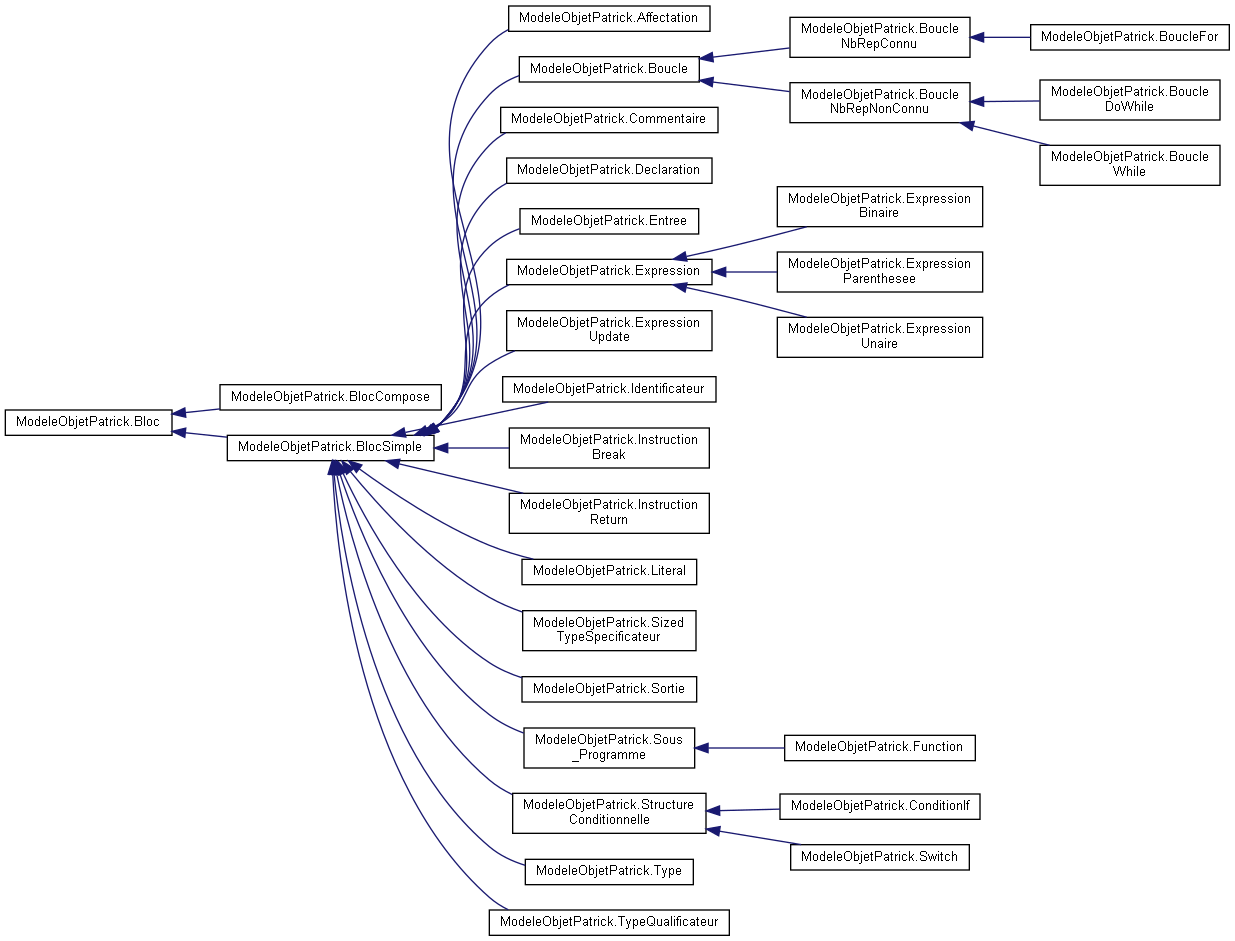 ModeleObjetPatrick.Bloc
ModeleObjetPatrick.BlocCompose
ModeleObjetPatrick.BlocSimple
ModeleObjetPatrick.Affectation
ModeleObjetPatrick.Boucle
ModeleObjetPatrick.Commentaire
ModeleObjetPatrick.Declaration
ModeleObjetPatrick.Entree
ModeleObjetPatrick.Expression
ModeleObjetPatrick.Expression
Update
ModeleObjetPatrick.Identificateur
ModeleObjetPatrick.Instruction
Break
ModeleObjetPatrick.Instruction
Return
ModeleObjetPatrick.Literal
ModeleObjetPatrick.Sized
TypeSpecificateur
ModeleObjetPatrick.Sortie
ModeleObjetPatrick.Sous
_Programme
ModeleObjetPatrick.Structure
Conditionnelle
ModeleObjetPatrick.Type
ModeleObjetPatrick.TypeQualificateur
ModeleObjetPatrick.Boucle
NbRepConnu
ModeleObjetPatrick.Boucle
NbRepNonConnu
ModeleObjetPatrick.Expression
Binaire
ModeleObjetPatrick.Expression
Parenthesee
ModeleObjetPatrick.Expression
Unaire
ModeleObjetPatrick.Function
ModeleObjetPatrick.ConditionIf
ModeleObjetPatrick.Switch
ModeleObjetPatrick.BoucleFor
ModeleObjetPatrick.Boucle
DoWhile
ModeleObjetPatrick.Boucle
While